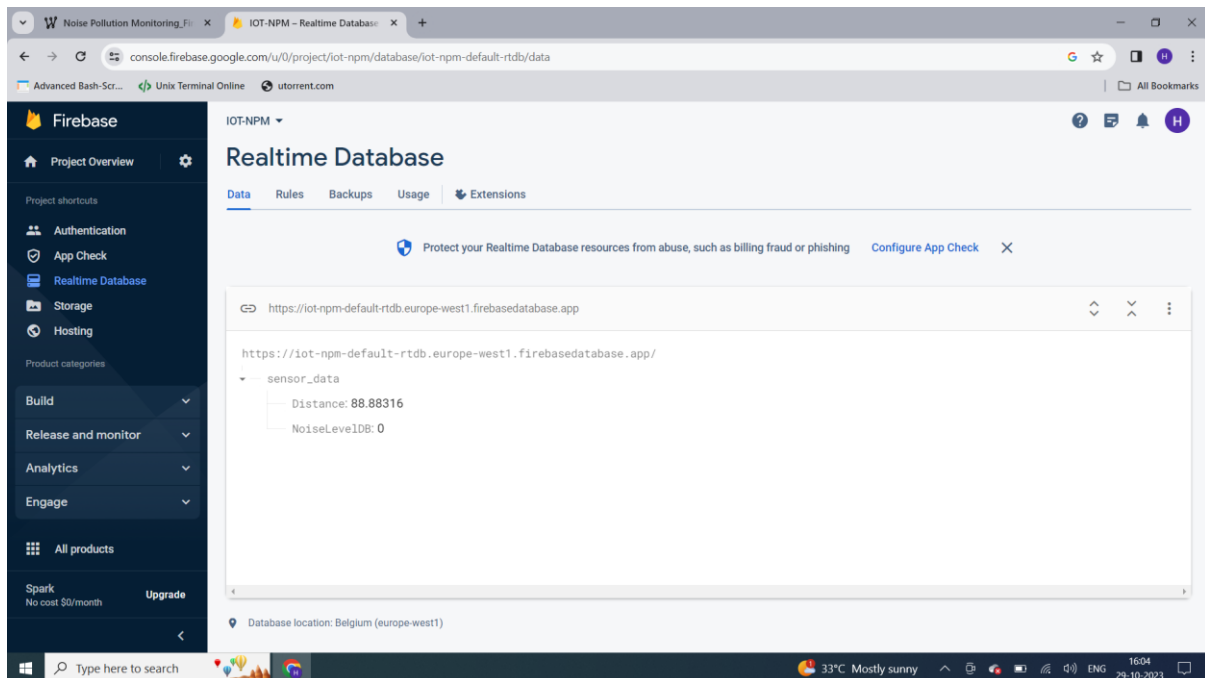 Noise Pollution Monitoring_Fi
IOT-NPM – Realtime Database
console.firebase.google.com/u/0/project/iot-npm/database/iot-npm-default-rtdb/data
G
H
Advanced Bash-Scr...
Unix Terminal Online
utorrent.com
All Bookmarks
Firebase
Project Overview
Project shortcuts
Authentication
App Check
Realtime Database
Storage
Hosting
Product categories
Build
Release and monitor
Analytics
Engage
All products
Spark
No cost $0/month
Upgrade
IOT-NPM
H
Realtime Database
Data
Rules
Backups
Usage
Extensions
Protect your Realtime Database resources from abuse, such as billing fraud or phishing
Configure App Check
https://iot-npm-default-rtdb.europe-west1.firebasedatabase.app
https://iot-npm-default-rtdb.europe-west1.firebasedatabase.app/
sensor_data
Distance: 88.88316
NoiseLevelDB: 0
Database location: Belgium (europe-west1)
Type here to search
33°C Mostly sunny
ENG
16:04
29-10-2023